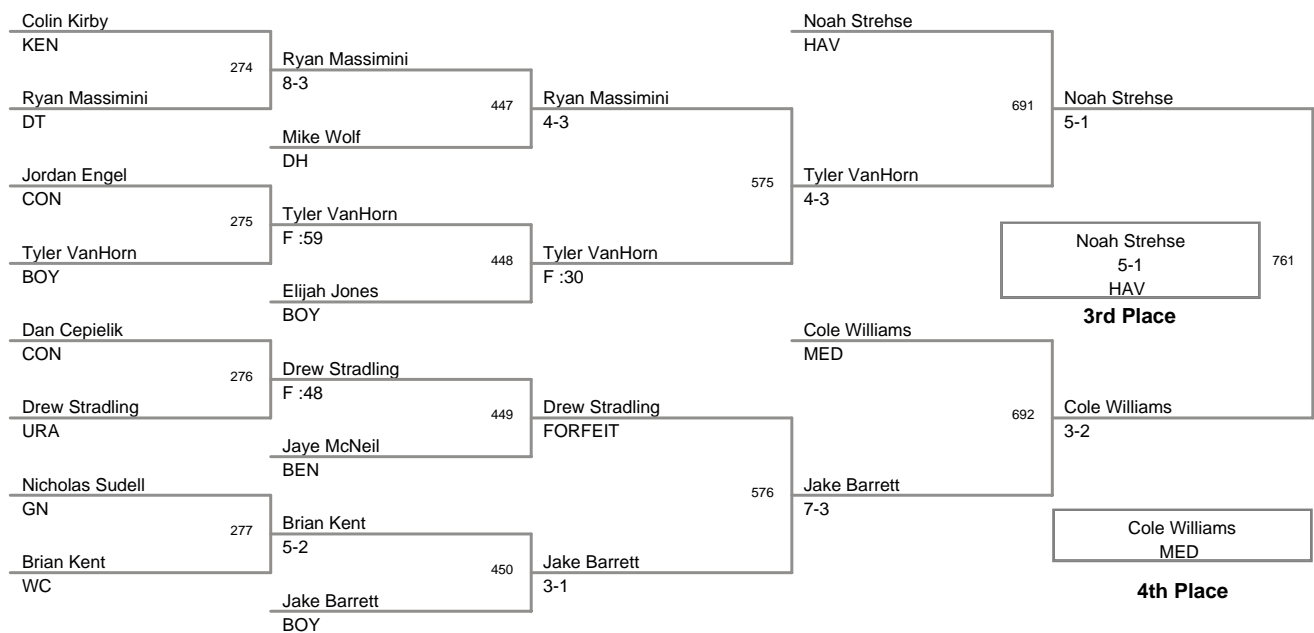 Colin Kirby
KEN
274
Ryan Massimini
DT
Ryan Massimini
8-3
447
Mike Wolf
DH
Jordan Engel
CON
275
Tyler VanHorn
BOY
Tyler VanHorn
F :59
448
Elijah Jones
BOY
Dan Cepielik
CON
276
Drew Stradling
URA
Drew Stradling
F :48
449
Jaye McNeil
BEN
Nicholas Sudell
GN
277
Brian Kent
WC
Brian Kent
5-2
450
Jake Barrett
BOY
Ryan Massimini
4-3
575
Tyler VanHorn
F :30
Drew Stradling
FORFEIT
576
Jake Barrett
3-1
Noah Strehse
HAV
691
Tyler VanHorn
4-3
Cole Williams
MED
692
Jake Barrett
7-3
Noah Strehse
5-1
Noah Strehse
5-1
HAV
761
3rd Place
Cole Williams
3-2
Cole Williams
MED
4th Place